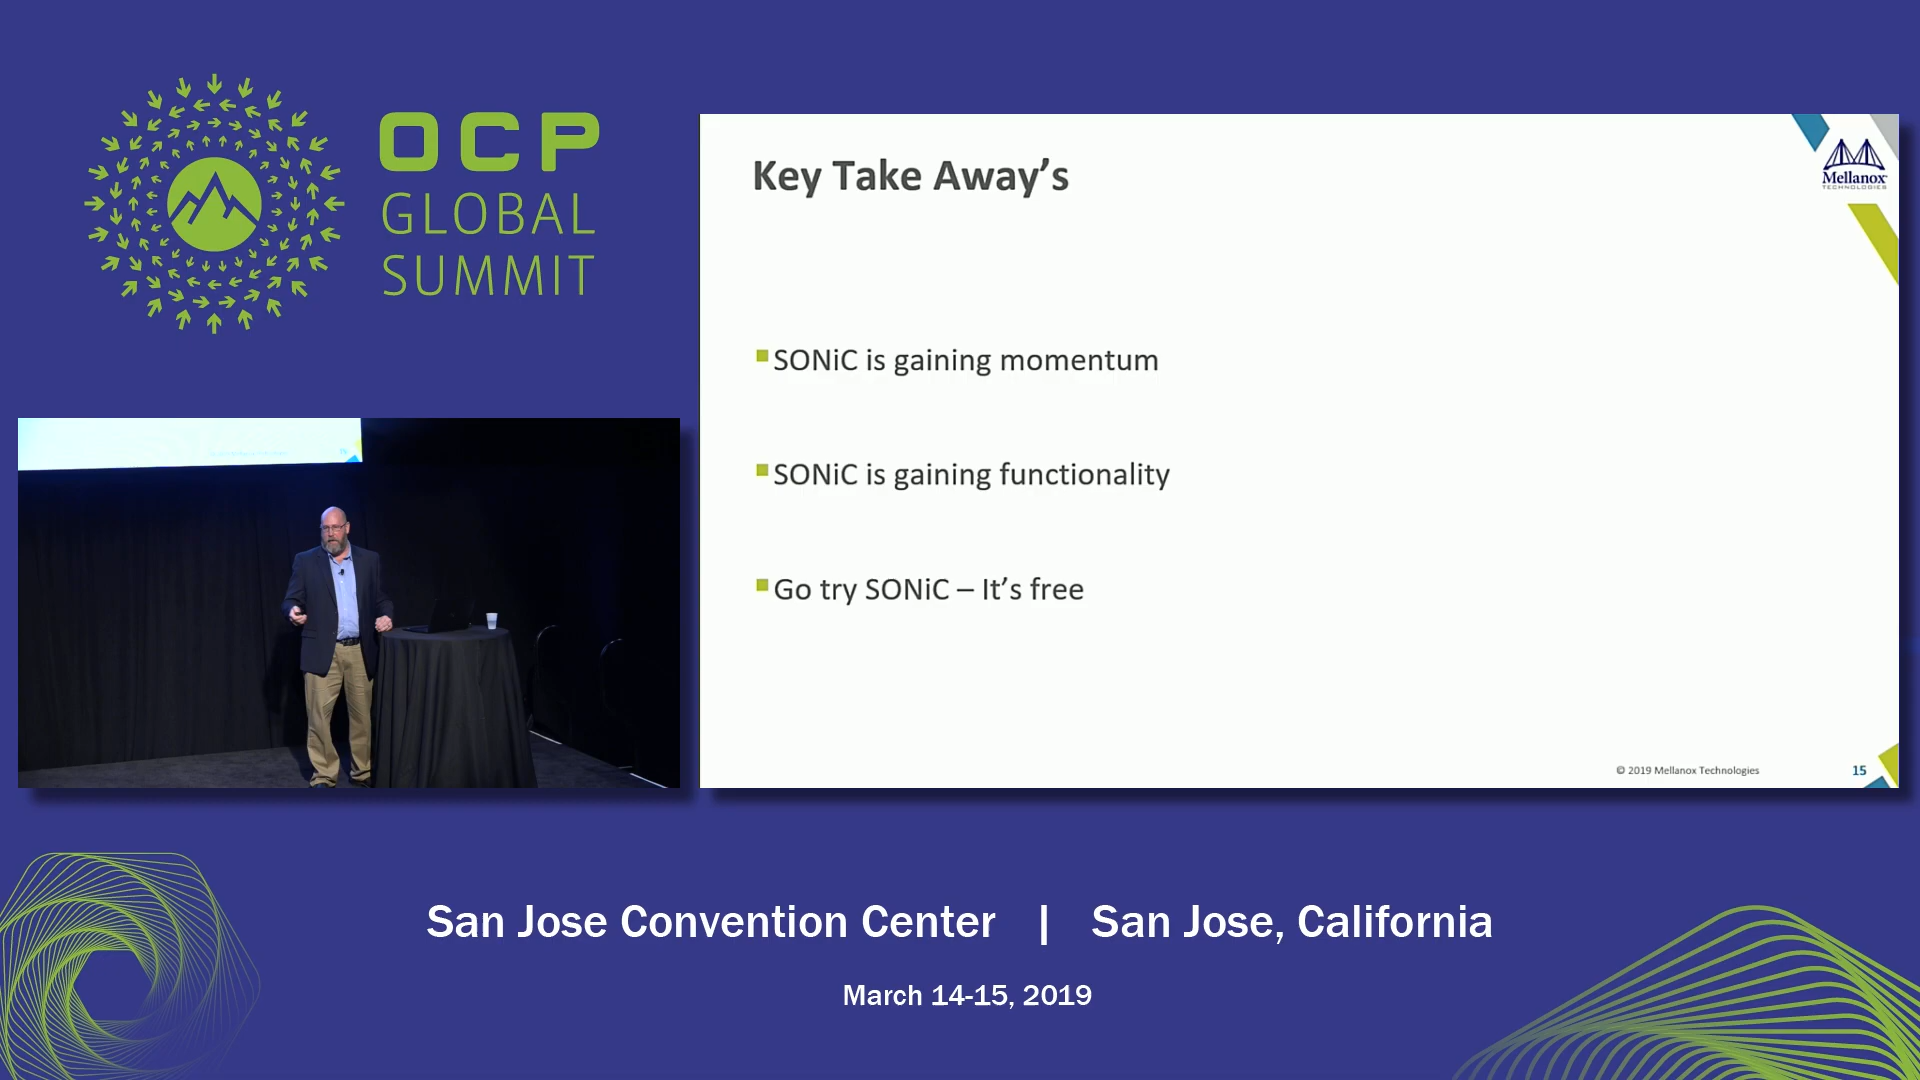 OCP
GLOBAL
SUMMIT
Key Take Away’s
Mellanox
TECHNOLOGIES
SONiC is gaining momentum
SONiC is gaining functionality
Go try SONiC – It’s free
© 2019 Mellanox Technologies
15
San Jose Convention Center | San Jose, California
March 14-15, 2019